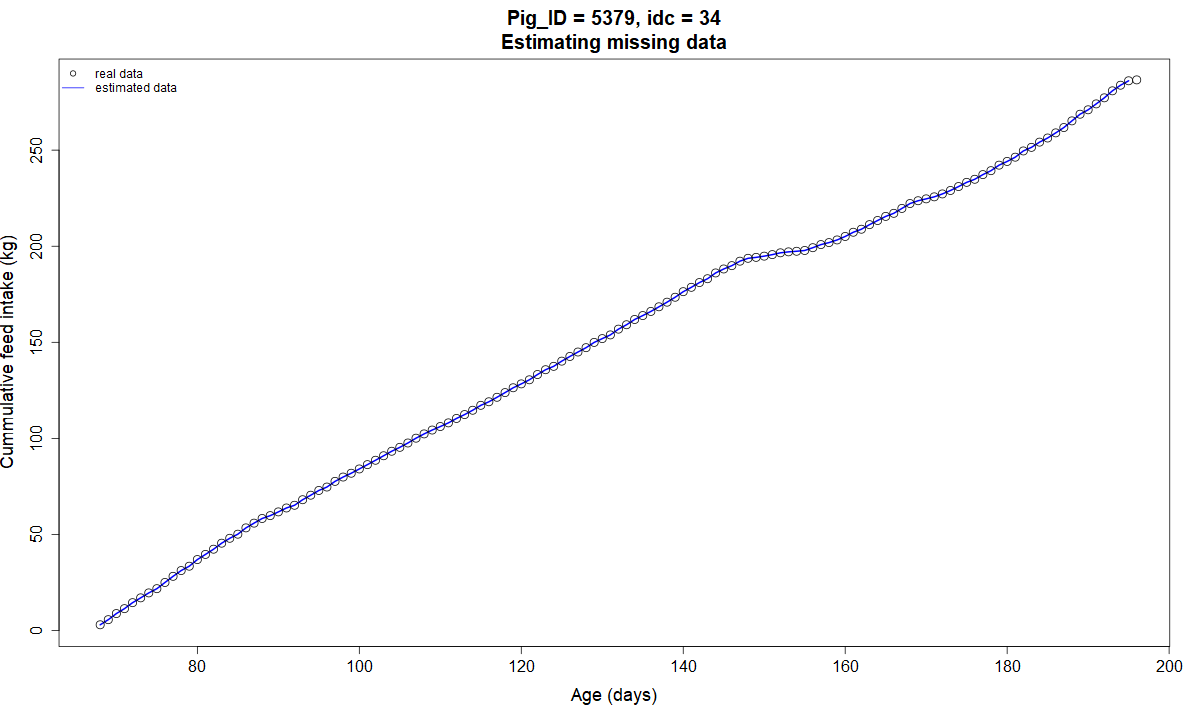 Pig_ID = 5379, idc = 34
Estimating missing data
real data
estimated data
Cummulative feed intake (kg)
250
200
150
100
50
0
80 100 120 140 160 180 200
Age (days)